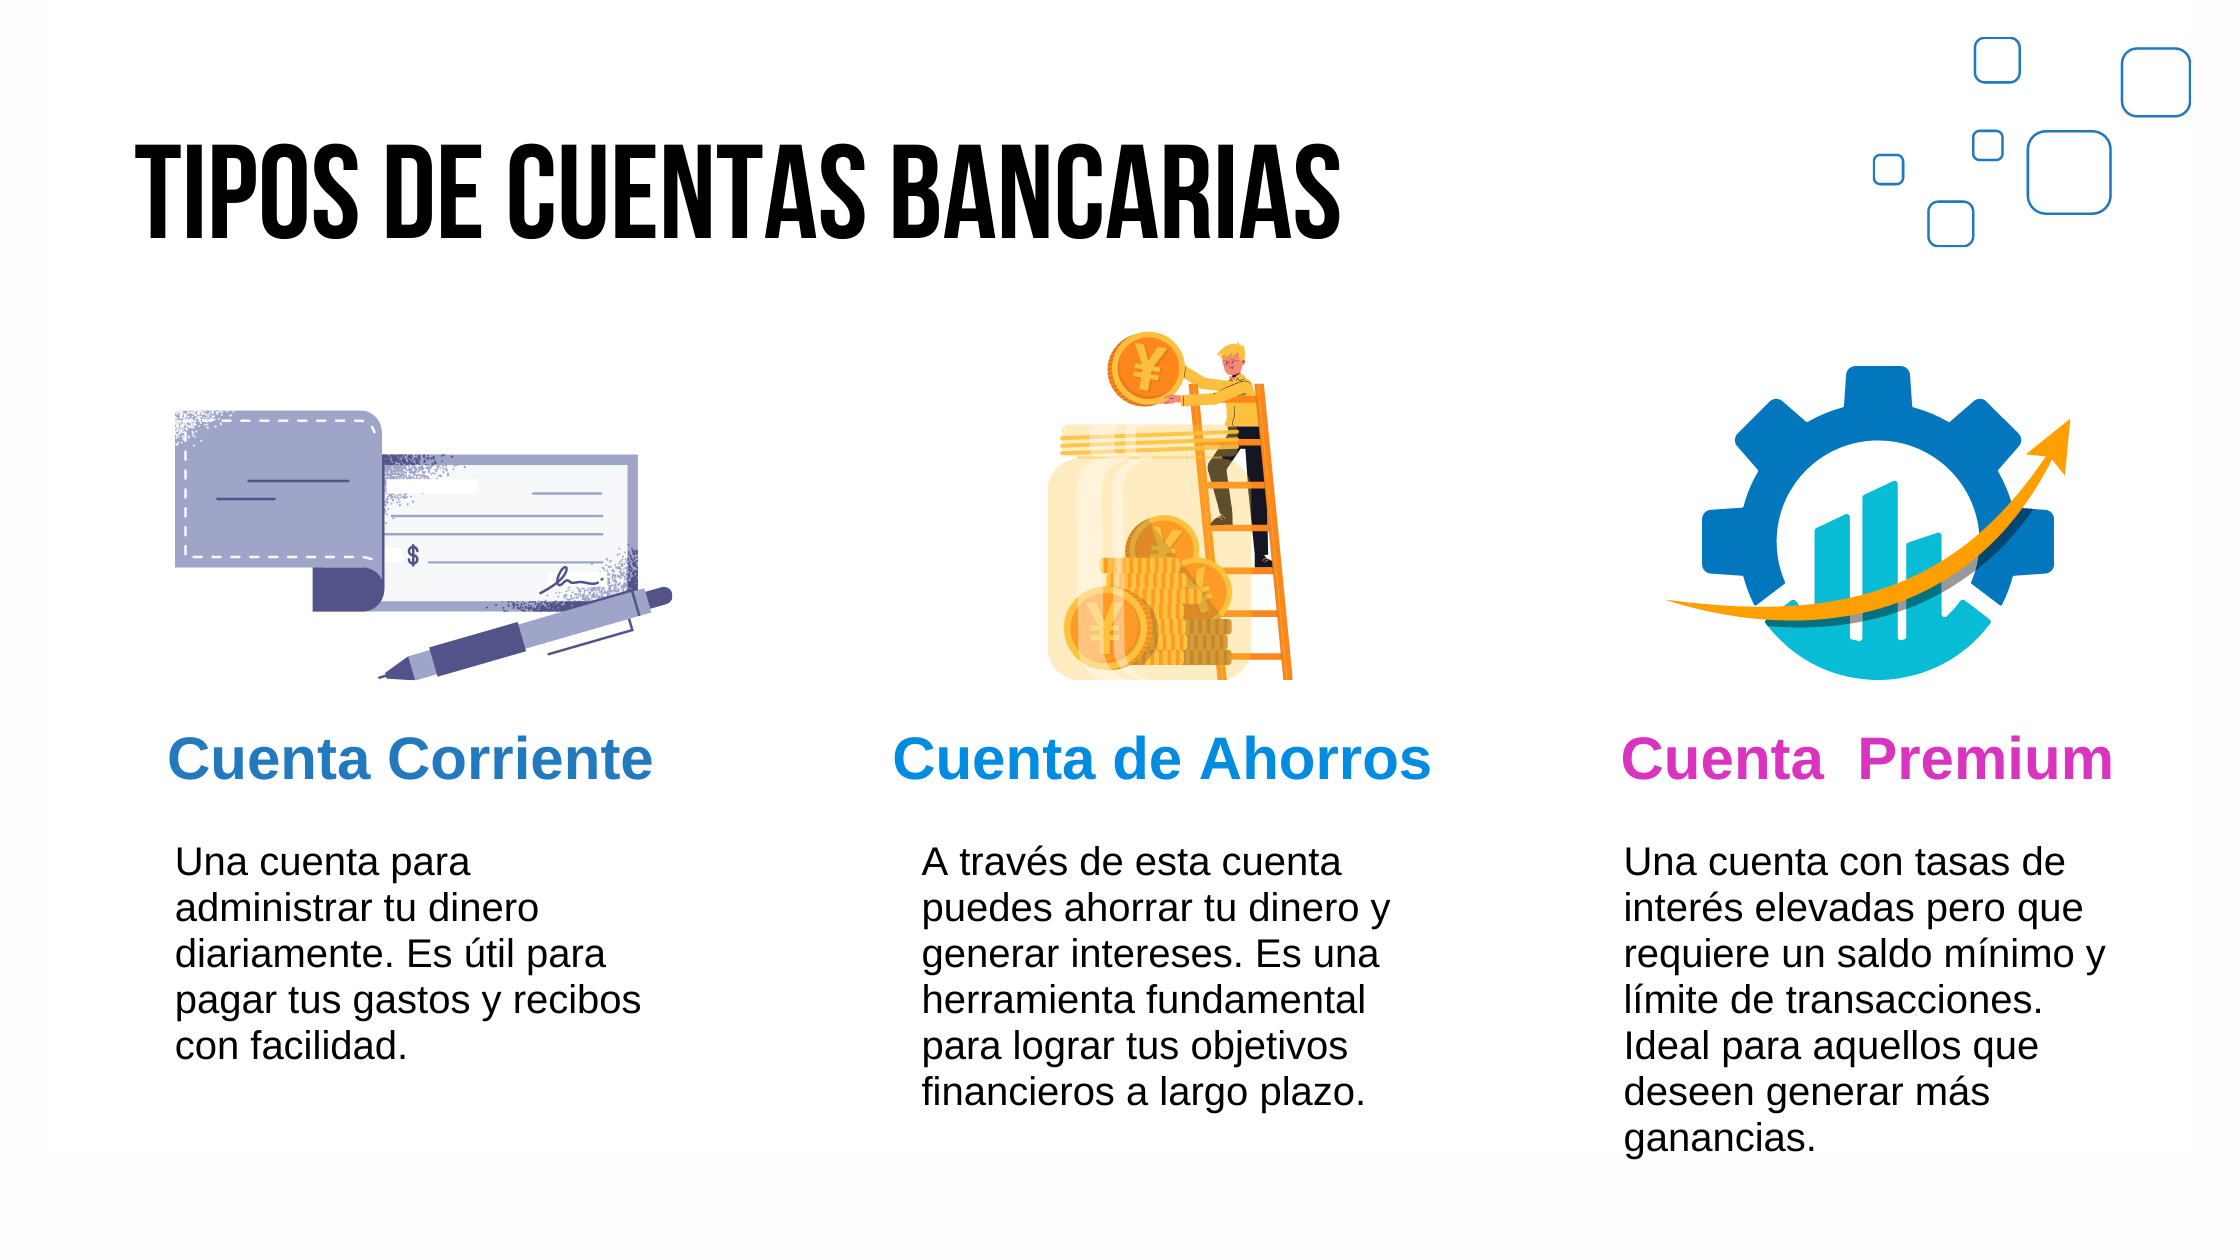 TIPOS DE CUENTAS BANCARIAS
$
¥
¥
¥
¥
Cuenta Corriente
Una cuenta para
administrar tu dinero
diariamente. Es útil para
pagar tus gastos y recibos
con facilidad.
Cuenta de Ahorros
A través de esta cuenta
puedes ahorrar tu dinero y
generar intereses. Es una
herramienta fundamental
para lograr tus objetivos
financieros a largo plazo.
Cuenta  Premium
Una cuenta con tasas de
interés elevadas pero que
requiere un saldo mínimo y
límite de transacciones.
Ideal para aquellos que
deseen generar más
ganancias.